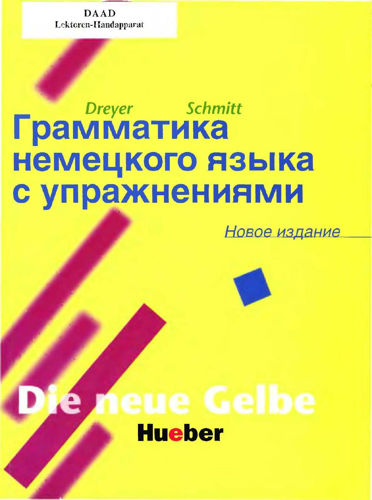 DAAD
Lektoren-Handapparat
Dreyer Schmitt
Грамматика
немецкого языка
с упражнениями
Новое издание
Die neue Gelbe
Hueber